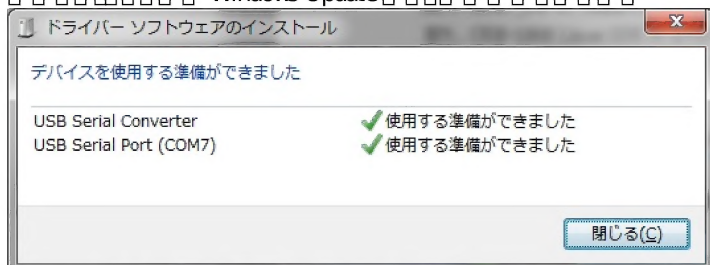 Windows Update
ドライバー ソフトウェアのインストール
デバイスを使用する準備ができました
USB Serial Converter 使用する準備ができました
USB Serial Port (COM7) 使用する準備ができました
閉じる(C)